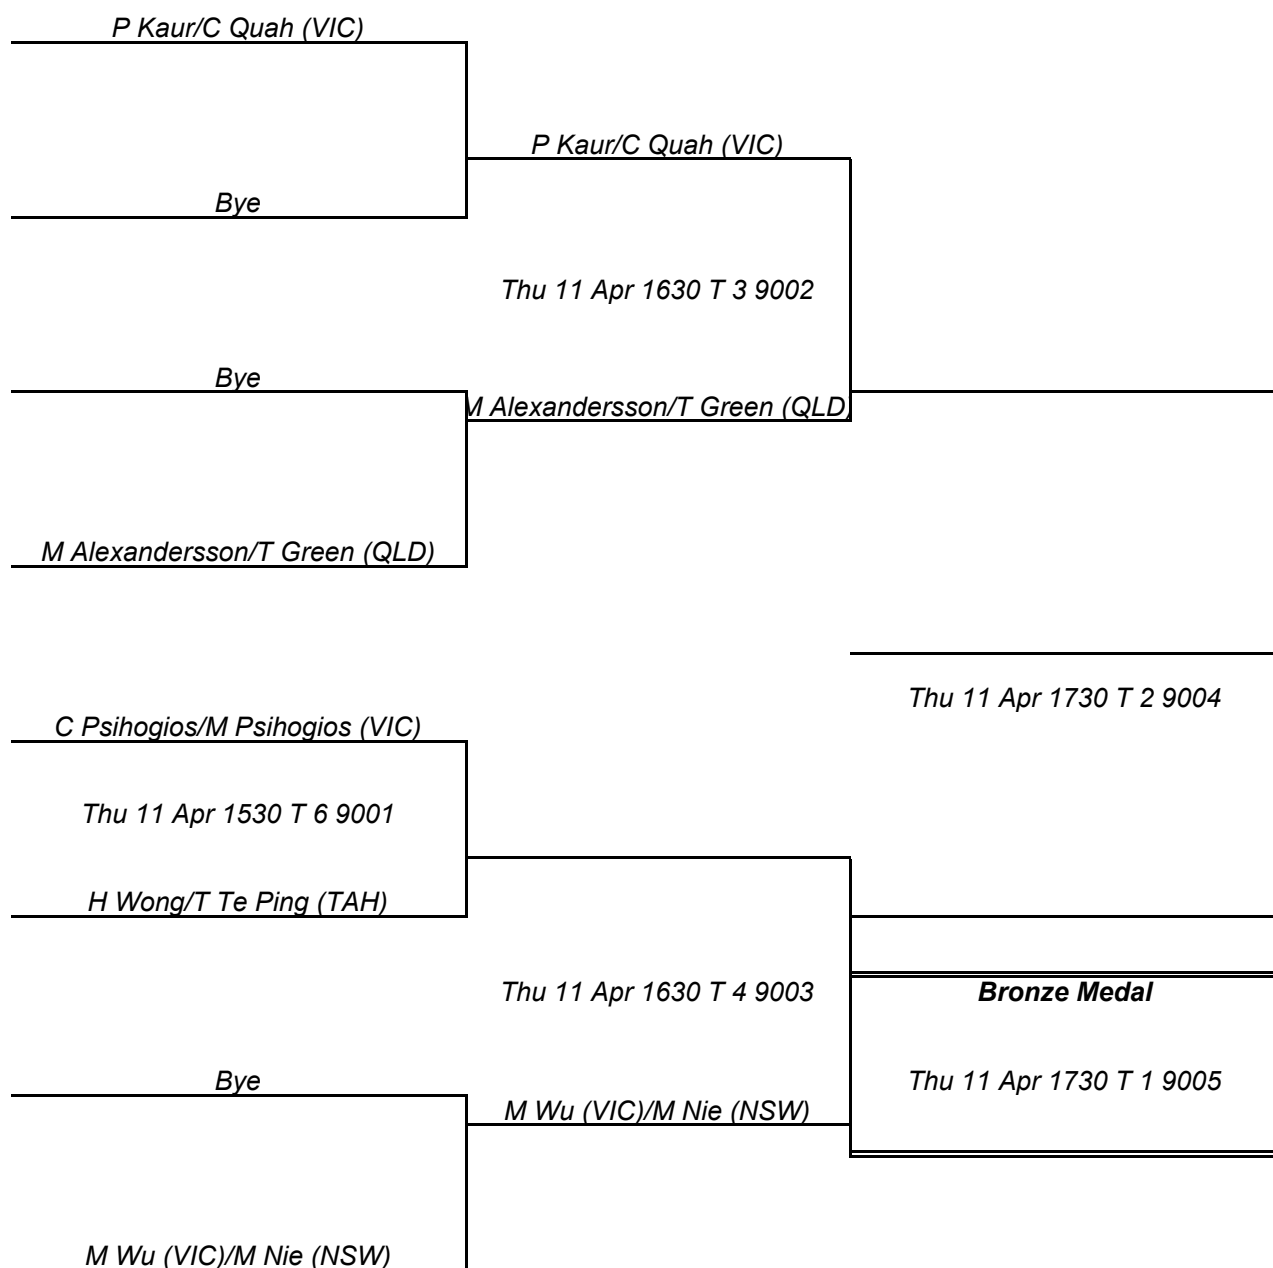 P Kaur/C Quah (VIC)
P Kaur/C Quah (VIC)
Bye
Thu 11 Apr 1630 T 3 9002
Bye
M Alexandersson/T Green (QLD)
M Alexandersson/T Green (QLD)
Thu 11 Apr 1730 T 2 9004
C Psihogios/M Psihogios (VIC)
Thu 11 Apr 1530 T 6 9001
H Wong/T Te Ping (TAH)
Thu 11 Apr 1630 T 4 9003
Bronze Medal
Bye
Thu 11 Apr 1730 T 1 9005
M Wu (VIC)/M Nie (NSW)
M Wu (VIC)/M Nie (NSW)